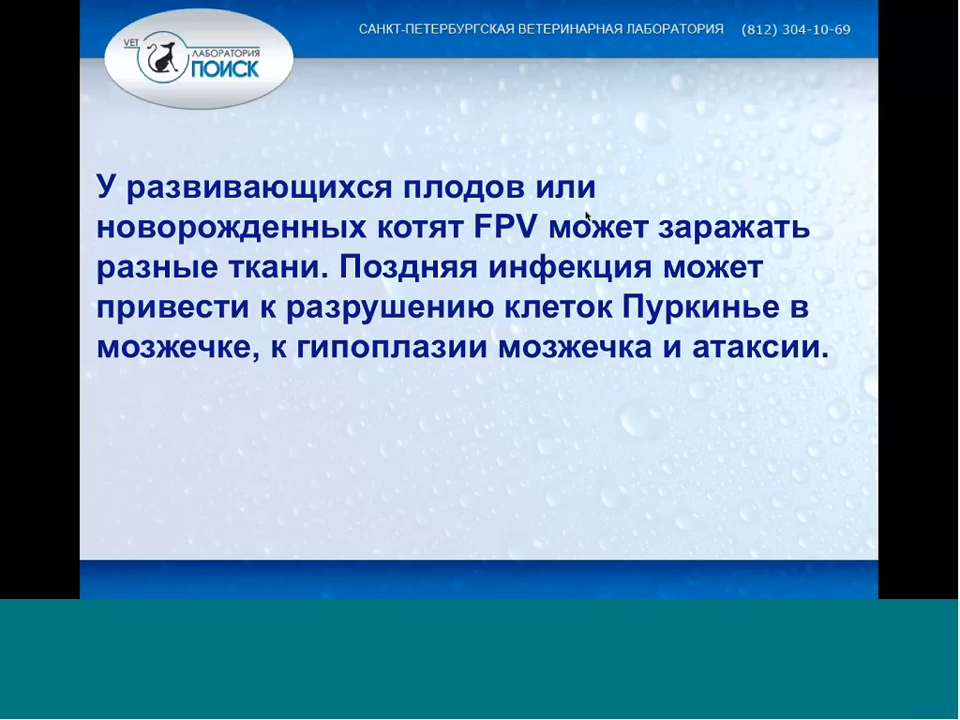 САНКТ-ПЕТЕРБУРГСКАЯ ВЕТЕРИНАРНАЯ ЛАБОРАТОРИЯ (812) 304-10-69
VET ЛАБОРАТОРИЯ
ПОИСК
У развивающихся плодов или
новорожденных котят FPV может заражать
разные ткани. Поздняя инфекция может
привести к разрушению клеток Пуркинье в
мозжечке, к гипоплазии мозжечка и атаксии.